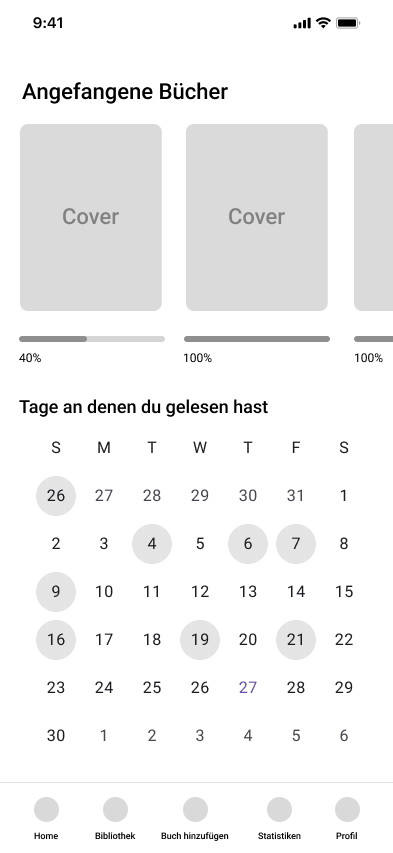 9:41
Angefangene Bücher
Cover Cover
40% 100% 100%
Tage an denen du gelesen hast
S M T W T F S
26 27 28 29 30 31 1
2 3 4 5 6 7 8
9 10 11 12 13 14 15
16 17 18 19 20 21 22
23 24 25 26 27 28 29
30 1 2 3 4 5 6
Home Bibliothek Buch hinzufügen Statistiken Profil